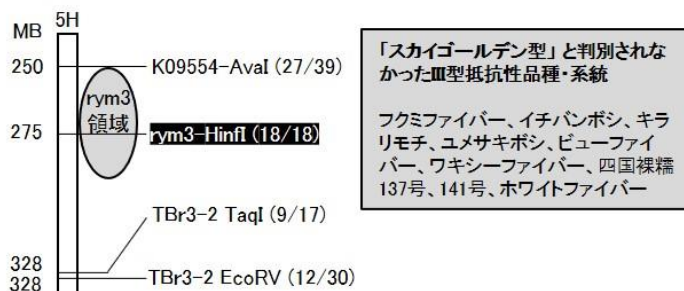 5H
MB
250
K09554-AvaI (27/39)
rym3
領域
275
rym3-HinfI (18/18)
TBr3-2 TaqI (9/17)
328
328
TBr3-2 EcoRV (12/30)
「スカイゴールデン型」と判別されな
かったⅢ型抵抗性品種・系統
フクミファイバー、イチバンボシ、キラ
リモチ、ユメサキボシ、ビューファイ
バー、ワキシーファイバー、四国裸糯
137号、141号、ホワイトファイバー